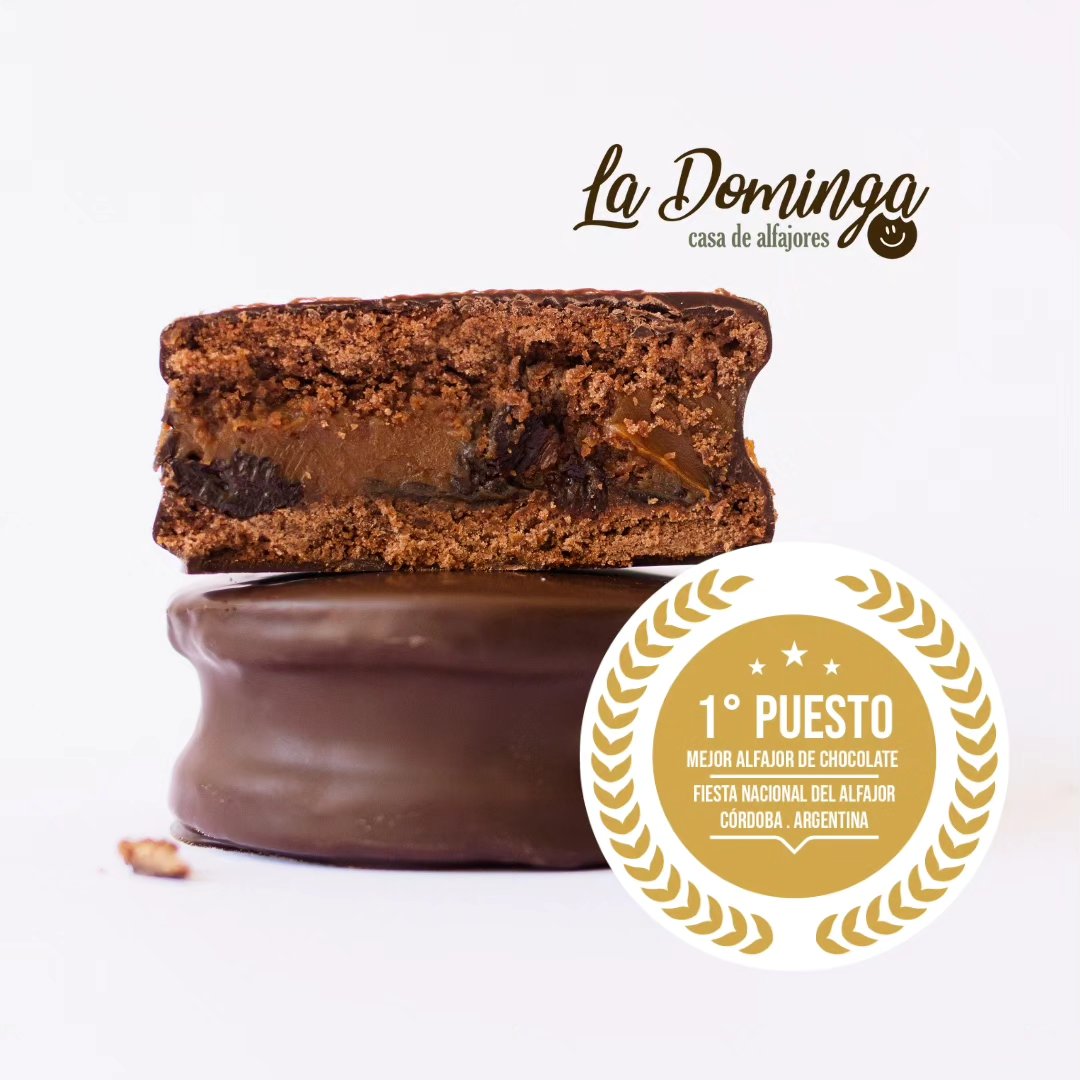 La Dominga
casa de alfajores
1° PUESTO
MEJOR ALFAJOR DE CHOCOLATE
FIESTA NACIONAL DEL ALFAJOR
CÓRDOBA . ARGENTINA